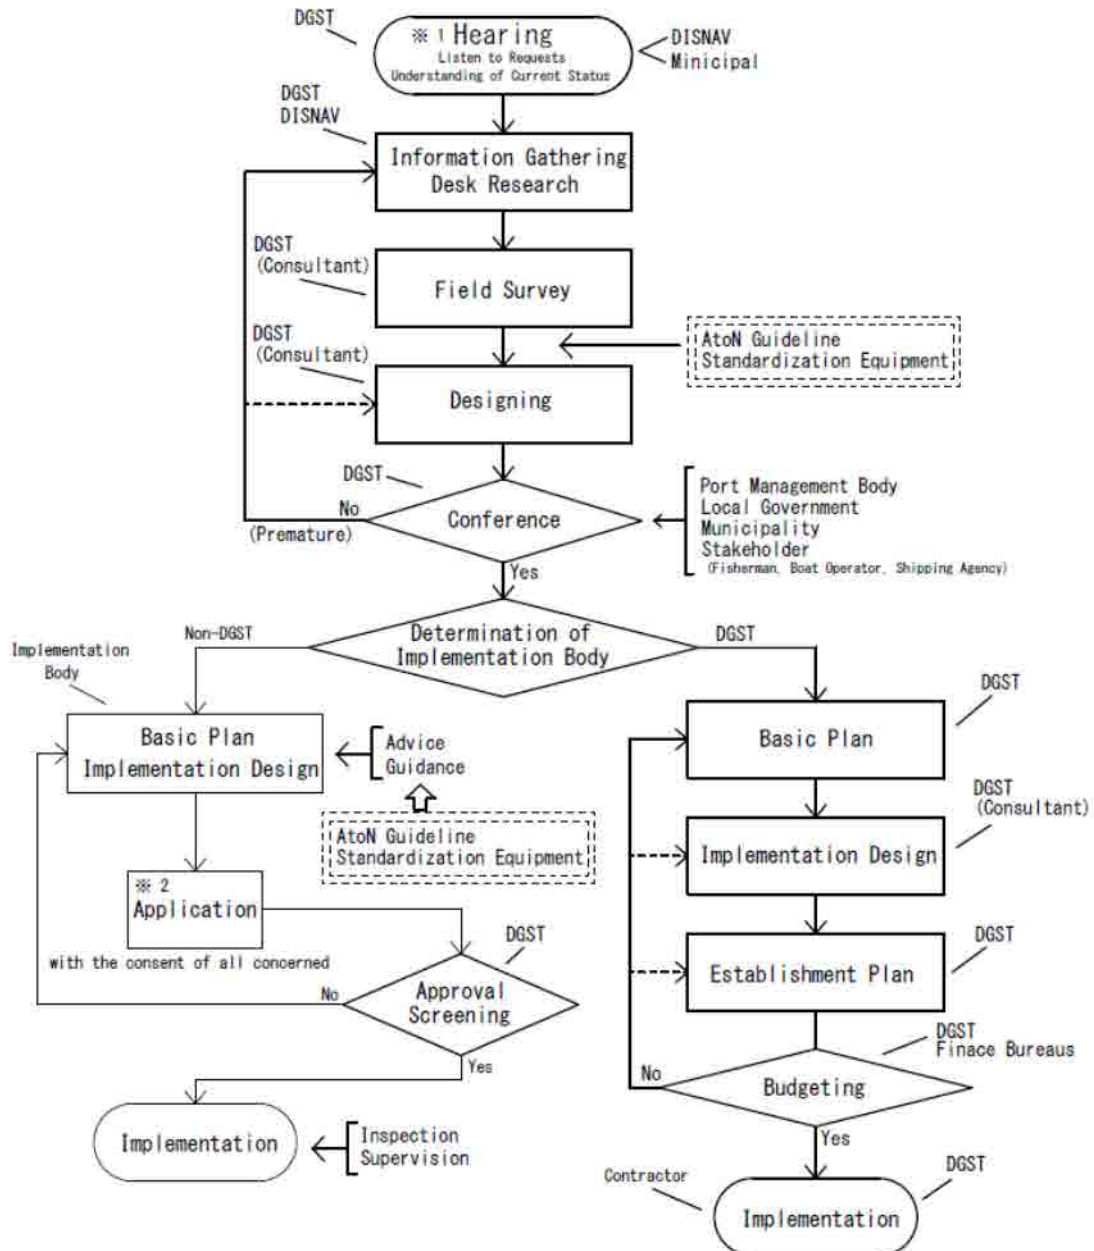 DGST
※ 1 Hearing
Listen to Requests
Understanding of Current Status
DISNAV
Minicipal
DGST
DISNAV
Information Gathering
Desk Research
DGST
(Consultant)
Field Survey
AtoN Guideline
Standardization Equipment
DGST
(Consultant)
Designing
DGST
No
(Premature)
Conference
Port Management Body
Local Government
Municipality
Stakeholder
(Fisherman, Boat Operator, Shipping Agency)
Yes
Non-DGST
Determination of
Implementation Body
DGST
Implementation
Body
Basic Plan
Implementation Design
Advice
Guidance
AtoN Guideline
Standardization Equipment
※ 2
Application
with the consent of all concerned
DGST
No
Approval
Screening
Yes
Implementation
Inspection
Supervision
DGST
Basic Plan
DGST
(Consultant)
Implementation Design
DGST
Establishment Plan
DGST
Finace Bureaus
No
Budgeting
Yes
Contractor
DGST
Implementation